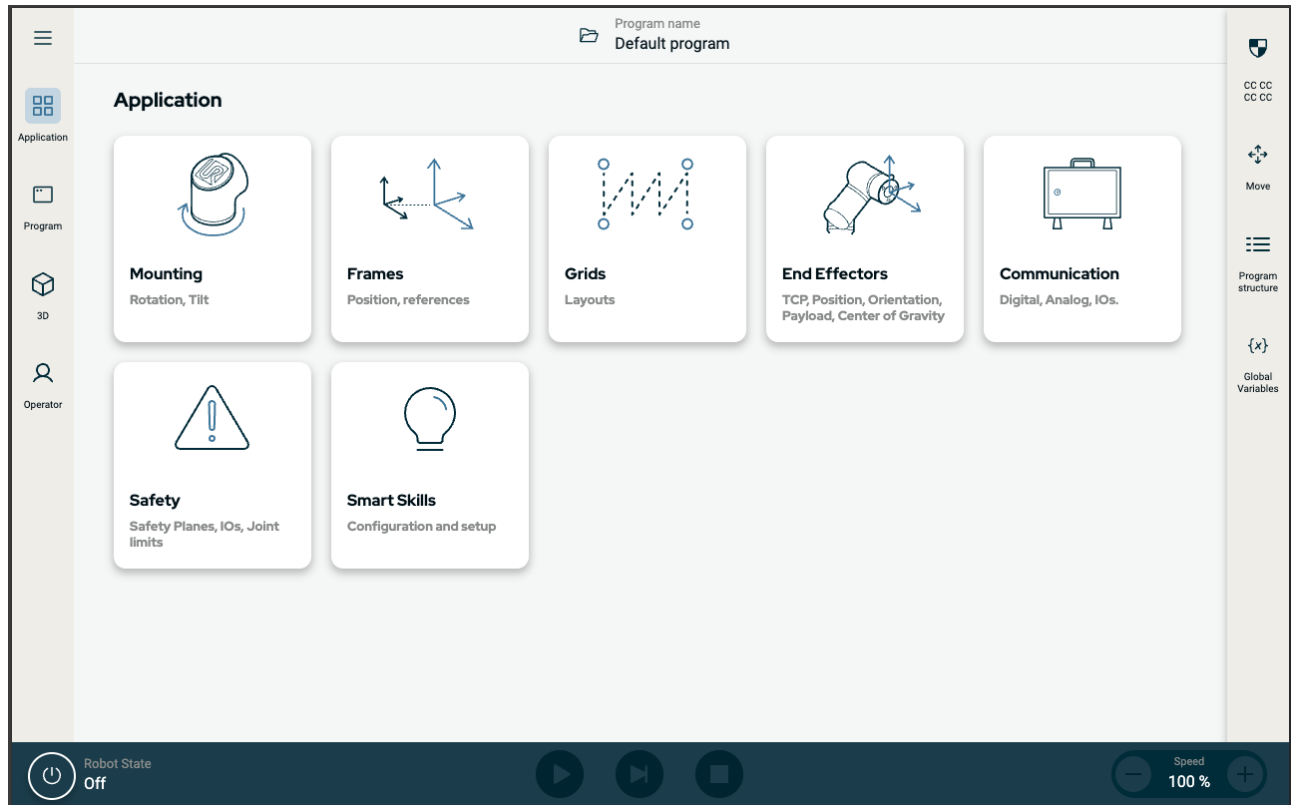 Program name
Default program
Application
Program
3D
Operator
Application
Mounting
Rotation, Tilt
Frames
Position, references
Grids
Layouts
End Effectors
TCP, Position, Orientation,
Payload, Center of Gravity
Communication
Digital, Analog, IOs.
Safety
Safety Planes, IOs, Joint
limits
Smart Skills
Configuration and setup
CC CC
CC CC
Move
Program
structure
{x}
Global
Variables
Robot State
Off
Speed
100 %